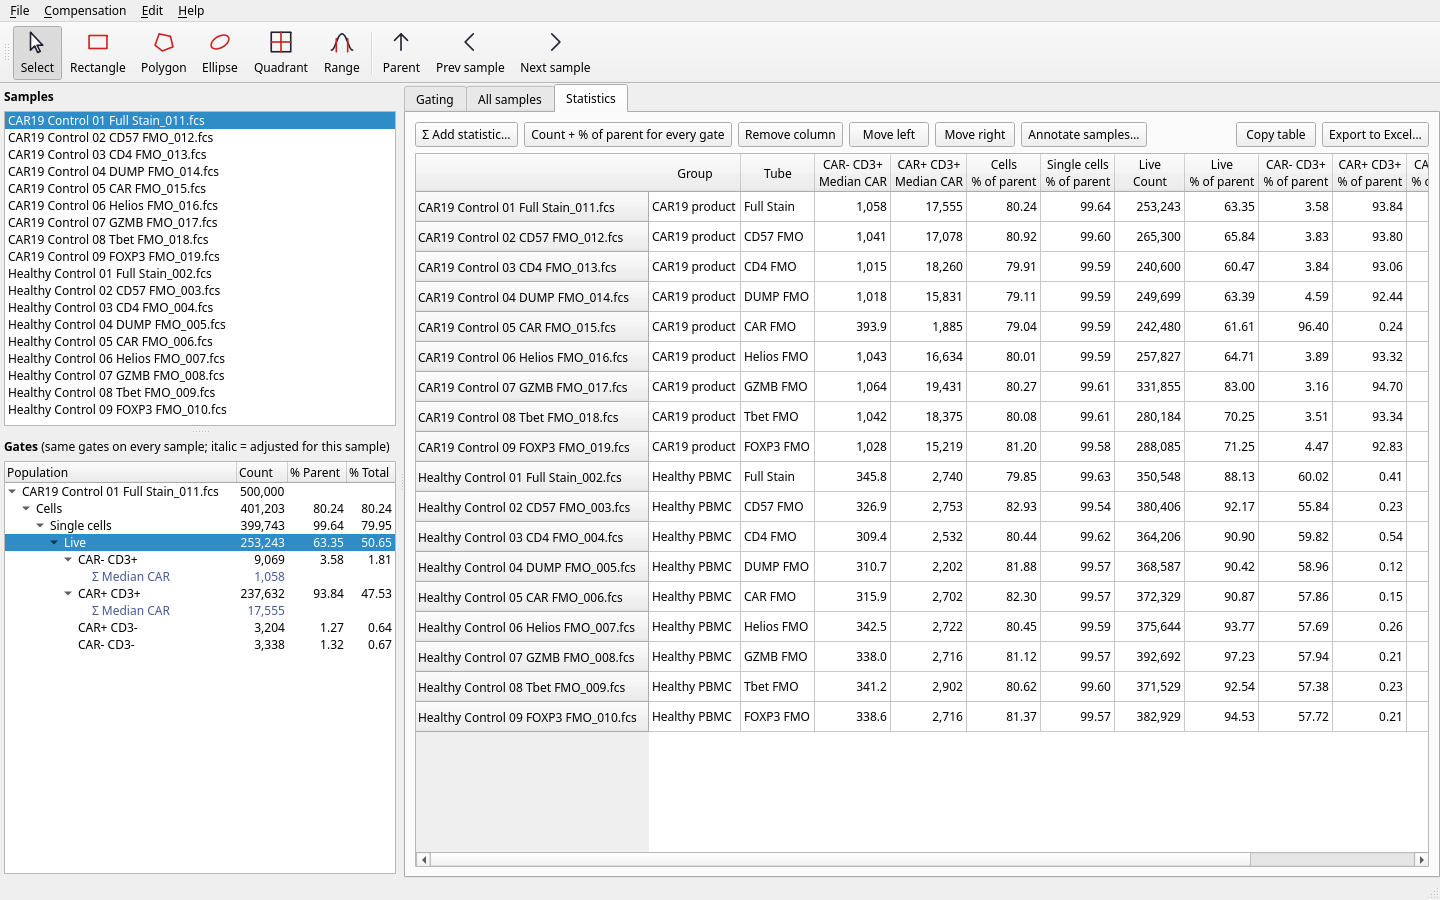 File Compensation Edit Help
Select Rectangle Polygon Ellipse Quadrant Range Parent Prev sample Next sample
Samples
CAR19 Control 01 Full Stain_011.fcs
CAR19 Control 02 CD57 FMO_012.fcs
CAR19 Control 03 CD4 FMO_013.fcs
CAR19 Control 04 DUMP FMO_014.fcs
CAR19 Control 05 CAR FMO_015.fcs
CAR19 Control 06 Helios FMO_016.fcs
CAR19 Control 07 GZMB FMO_017.fcs
CAR19 Control 08 Tbet FMO_018.fcs
CAR19 Control 09 FOXP3 FMO_019.fcs
Healthy Control 01 Full Stain_002.fcs
Healthy Control 02 CD57 FMO_003.fcs
Healthy Control 03 CD4 FMO_004.fcs
Healthy Control 04 DUMP FMO_005.fcs
Healthy Control 05 CAR FMO_006.fcs
Healthy Control 06 Helios FMO_007.fcs
Healthy Control 07 GZMB FMO_008.fcs
Healthy Control 08 Tbet FMO_009.fcs
Healthy Control 09 FOXP3 FMO_010.fcs
Gates (same gates on every sample; italic = adjusted for this sample)
Population Count % Parent % Total
CAR19 Control 01 Full Stain_011.fcs 500,000
Cells 401,203 80.24 80.24
Single cells 399,743 99.64 79.95
Live 253,243 63.35 50.65
CAR- CD3+ 9,069 3.58 1.81
Σ Median CAR 1,058
CAR+ CD3+ 237,632 93.84 47.53
Σ Median CAR 17,555
CAR+ CD3- 3,204 1.27 0.64
CAR- CD3- 3,338 1.32 0.67
Gating All samples Statistics
Σ Add statistic... Count + % of parent for every gate Remove column Move left Move right Annotate samples... Copy table Export to Excel...
CAR- CD3+ CAR+ CD3+ Cells Single cells Live Live CAR- CD3+ CAR+ CD3+
Group Tube
Median CAR Median CAR % of parent % of parent Count % of parent % of parent % of parent
CAR19 Control 01 Full Stain_011.fcs CAR19 product Full Stain 1,058 17,555 80.24 99.64 253,243 63.35 3.58 93.84
CAR19 Control 02 CD57 FMO_012.fcs CAR19 product CD57 FMO 1,041 17,078 80.92 99.60 265,300 65.84 3.83 93.80
CAR19 Control 03 CD4 FMO_013.fcs CAR19 product CD4 FMO 1,015 18,260 79.91 99.59 240,600 60.47 3.84 93.06
CAR19 Control 04 DUMP FMO_014.fcs CAR19 product DUMP FMO 1,018 15,831 79.11 99.59 249,699 63.39 4.59 92.44
CAR19 Control 05 CAR FMO_015.fcs CAR19 product CAR FMO 393.9 1,885 79.04 99.59 242,480 61.61 96.40 0.24
CAR19 Control 06 Helios FMO_016.fcs CAR19 product Helios FMO 1,043 16,634 80.01 99.59 257,827 64.71 3.89 93.32
CAR19 Control 07 GZMB FMO_017.fcs CAR19 product GZMB FMO 1,064 19,431 80.27 99.61 331,855 83.00 3.16 94.70
CAR19 Control 08 Tbet FMO_018.fcs CAR19 product Tbet FMO 1,042 18,375 80.08 99.61 280,184 70.25 3.51 93.34
CAR19 Control 09 FOXP3 FMO_019.fcs CAR19 product FOXP3 FMO 1,028 15,219 81.20 99.58 288,085 71.25 4.47 92.83
Healthy Control 01 Full Stain_002.fcs Healthy PBMC Full Stain 345.8 2,740 79.85 99.63 350,548 88.13 60.02 0.41
Healthy Control 02 CD57 FMO_003.fcs Healthy PBMC CD57 FMO 326.9 2,753 82.93 99.54 380,406 92.17 55.84 0.23
Healthy Control 03 CD4 FMO_004.fcs Healthy PBMC CD4 FMO 309.4 2,532 80.44 99.62 364,206 90.90 59.82 0.54
Healthy Control 04 DUMP FMO_005.fcs Healthy PBMC DUMP FMO 310.7 2,202 81.88 99.57 368,587 90.42 58.96 0.12
Healthy Control 05 CAR FMO_006.fcs Healthy PBMC CAR FMO 315.9 2,702 82.30 99.57 372,329 90.87 57.86 0.15
Healthy Control 06 Helios FMO_007.fcs Healthy PBMC Helios FMO 342.5 2,722 80.45 99.59 375,644 93.77 57.69 0.26
Healthy Control 07 GZMB FMO_008.fcs Healthy PBMC GZMB FMO 338.0 2,716 81.12 99.57 392,692 97.23 57.94 0.21
Healthy Control 08 Tbet FMO_009.fcs Healthy PBMC Tbet FMO 341.2 2,902 80.62 99.60 371,529 92.54 57.38 0.23
Healthy Control 09 FOXP3 FMO_010.fcs Healthy PBMC FOXP3 FMO 338.6 2,716 81.37 99.57 382,929 94.53 57.72 0.21